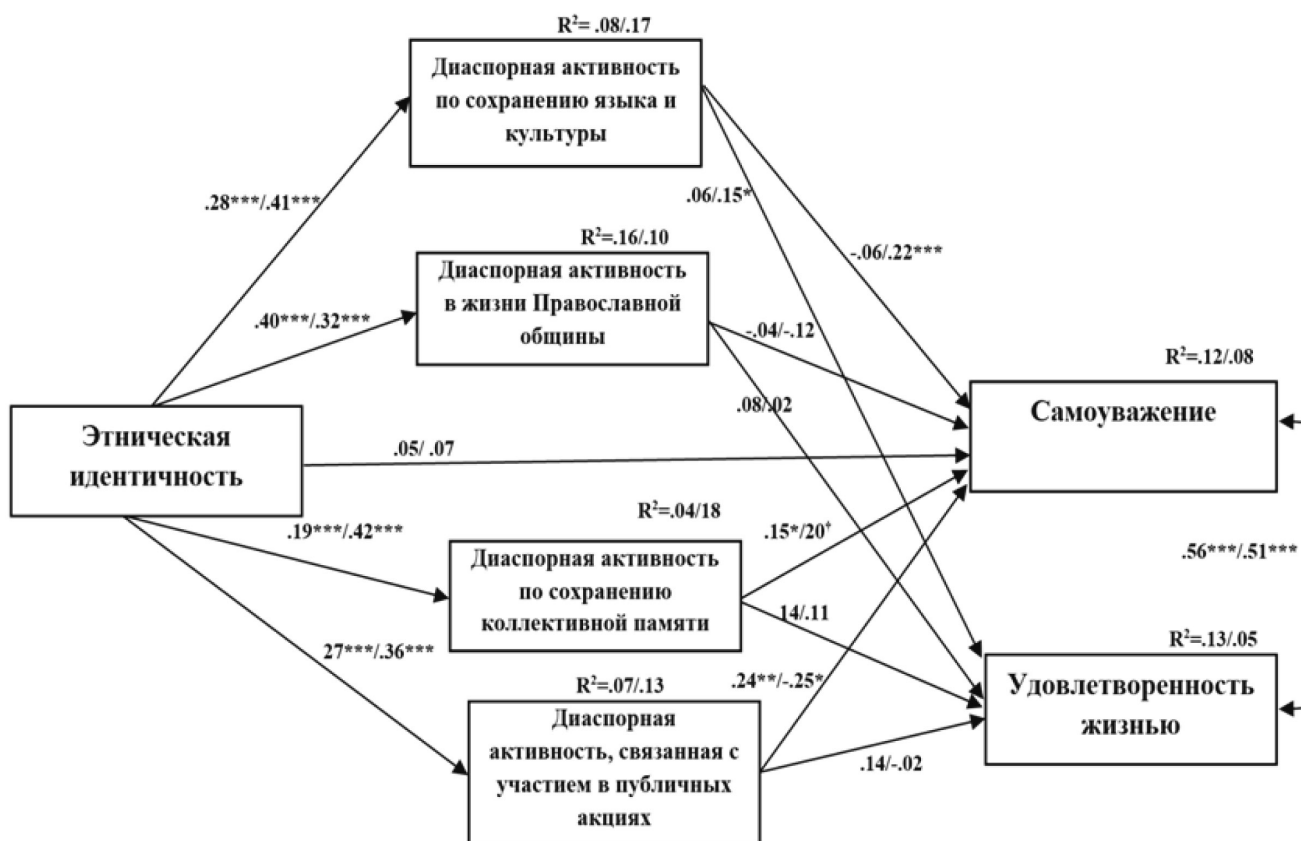 R²= .08/.17
Диаспорная активность
по сохранению языка и
культуры
.28***/.41***
.06/.15*
-.06/.22***
R²=.16/.10
Диаспорная активность
в жизни Православной
общины
.40***/.32***
-.04/-.12
.08/.02
R²=.12/.08
Самоуважение
Этническая
идентичность
.05/ .07
R²=.04/18
.19***/.42***
Диаспорная активность
по сохранению
коллективной памяти
.15*/20†
.14/.11
.56***/.51***
27***/.36***
R²=.07/.13
Диаспорная
активность, связанная с
участием в публичных
акциях
.24**/-.25*
.14/-.02
R²=.13/.05
Удовлетворенность
жизнью